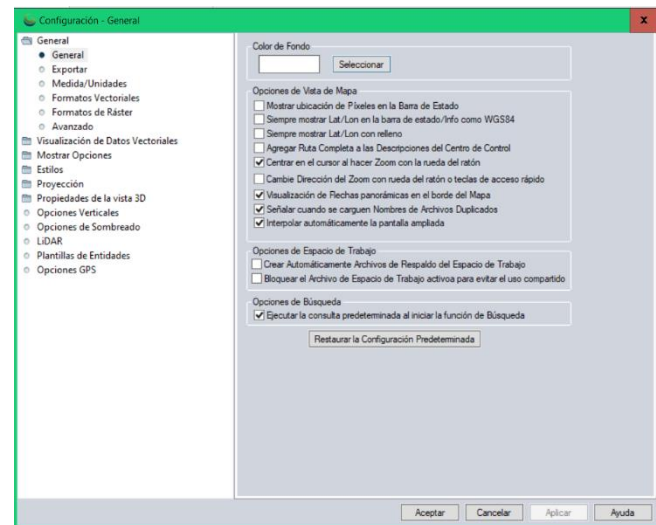 Configuración - General
x
General
General
Exportar
Medida/Unidades
Formatos Vectoriales
Formatos de Ráster
Avanzado
Visualización de Datos Vectoriales
Mostrar Opciones
Estilos
Proyección
Propiedades de la vista 3D
Opciones Verticales
Opciones de Sombreado
LiDAR
Plantillas de Entidades
Opciones GPS
Color de Fondo
Seleccionar
Opciones de Vista de Mapa
Mostrar ubicación de Píxeles en la Barra de Estado
Siempre mostrar Lat/Lon en la barra de estado/Info como WGS84
Siempre mostrar Lat/Lon con relleno
Agregar Ruta Completa a las Descripciones del Centro de Control
Centrar en el cursor al hacer Zoom con la rueda del ratón
Cambie Dirección del Zoom con rueda del ratón o teclas de acceso rápido
Visualización de Flechas panorámicas en el borde del Mapa
Señalar cuando se carguen Nombres de Archivos Duplicados
Interpolar automáticamente la pantalla ampliada
Opciones de Espacio de Trabajo
Crear Automáticamente Archivos de Respaldo del Espacio de Trabajo
Bloquear el Archivo de Espacio de Trabajo activoa para evitar el uso compartido
Opciones de Búsqueda
Ejecutar la consulta predeterminada al iniciar la función de Búsqueda
Restaurar la Configuración Predeterminada
Aceptar
Cancelar
Aplicar
Ayuda